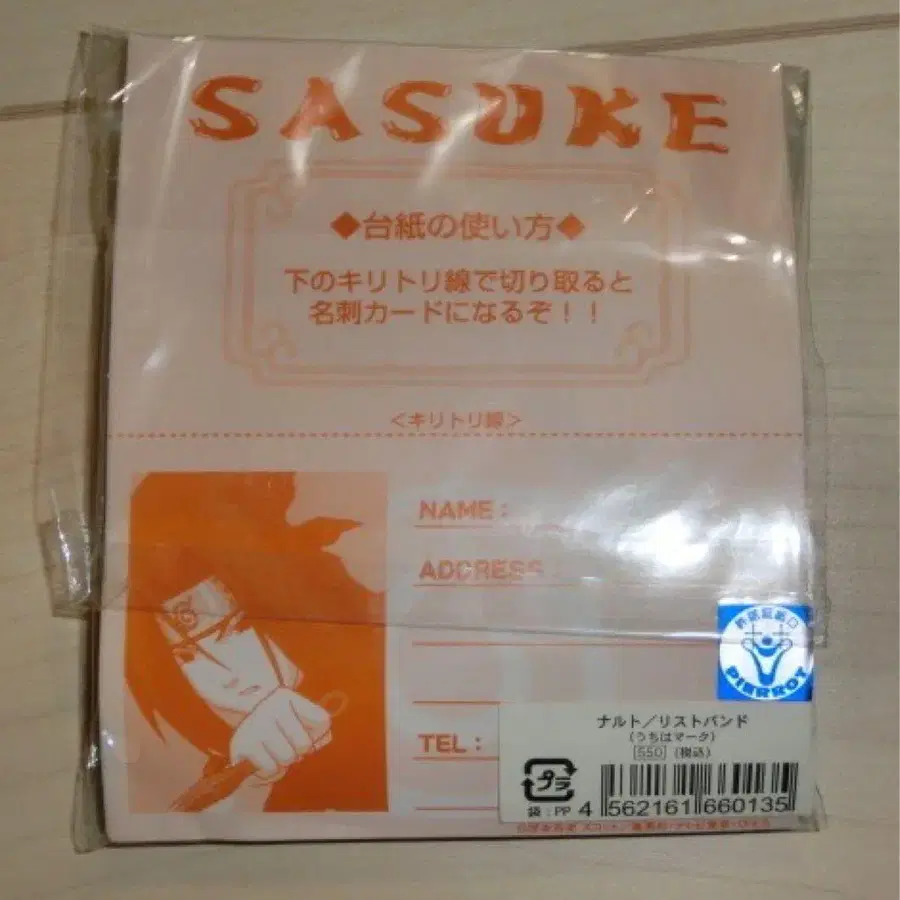 SASUKE
◆台紙の使い方◆
下のキリトリ線で切り取ると
名刺カードになるぞ！！
＜キリトリ線＞
NAME：
ADDRESS
TEL：
PIERROT
ナルト／リストバンド
(うちはマーク)
[550] (税込)
プラ
袋：PP
4 562161 660135